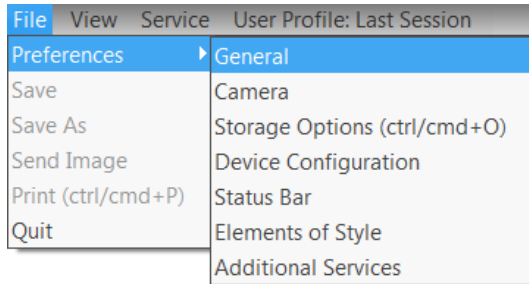 File View Service User Profile: Last Session
Preferences
Save
Save As
Send Image
Print (ctrl/cmd+P)
Quit
General
Camera
Storage Options (ctrl/cmd+O)
Device Configuration
Status Bar
Elements of Style
Additional Services